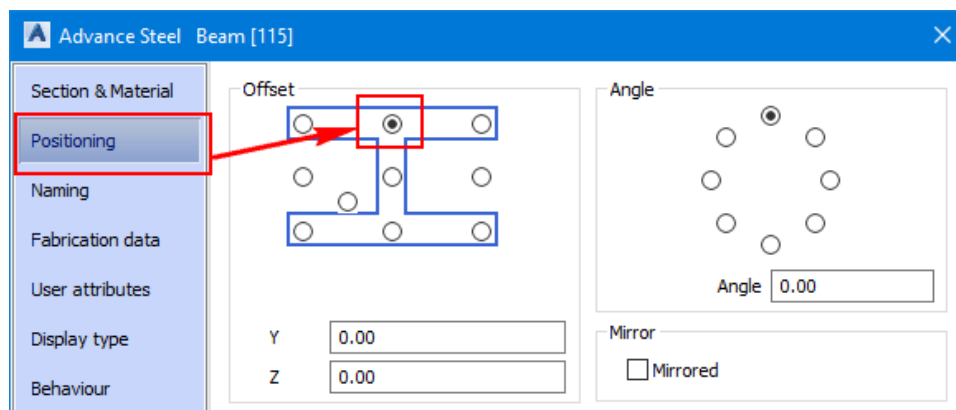 Advance Steel Beam [115]
Section & Material
Positioning
Naming
Fabrication data
User attributes
Display type
Behaviour
Offset
Y 0.00
Z 0.00
Angle
Angle 0.00
Mirror
Mirrored